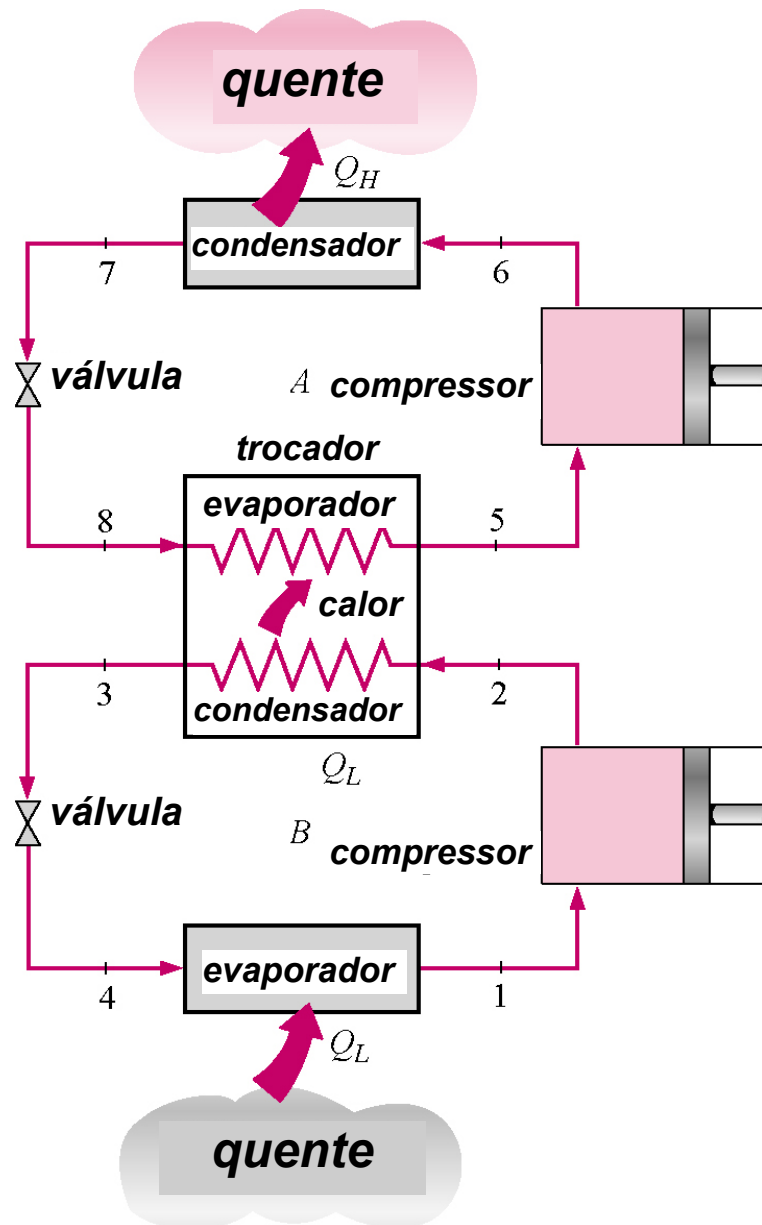 quente
Q_H
condensador
7
6
válvula
A compressor
trocador
evaporador
8
5
calor
3
2
condensador
Q_L
válvula
B
compressor
evaporador
4
1
Q_L
quente